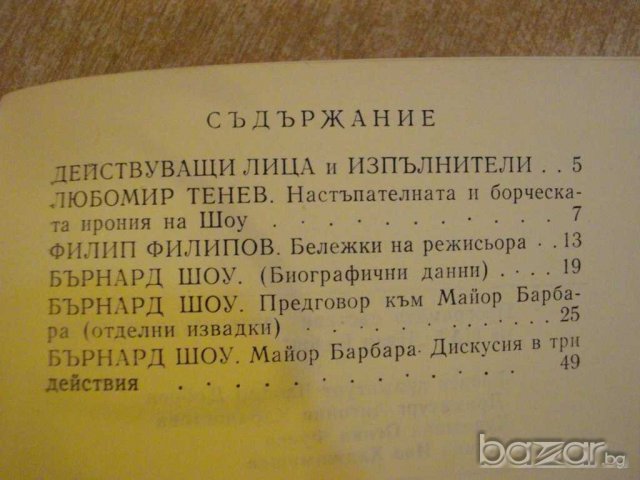 СЪДЪРЖАНИЕ
ДЕЙСТВУВАЩИ ЛИЦА и ИЗПЪЛНИТЕЛИ . . 5
ЛЮБОМИР ТЕНЕВ. Настъпателната и борческа-
та ирония на Шоу . . . . . . . . . . . 7
ФИЛИП ФИЛИПОВ. Бележки на режисьора . . 13
БЪРНАРД ШОУ. (Биографични данни) . . . . 19
БЪРНАРД ШОУ. Предговор към Майор Барба-
ра (отделни извадки) . . . . . . . . . . 25
БЪРНАРД ШОУ. Майор Барбара. Дискусия в три
действия . . . . . . . . . . . . . 49
bazar.bg